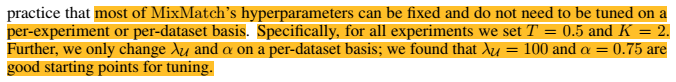 practice that most of MixMatch's hyperparameters can be fixed and do not need to be tuned on a
per-experiment or per-dataset basis. Specifically, for all experiments we set T = 0.5 and K = 2.
Further, we only change λ𝒰 and α on a per-dataset basis; we found that λ𝒰 = 100 and α = 0.75 are
good starting points for tuning.